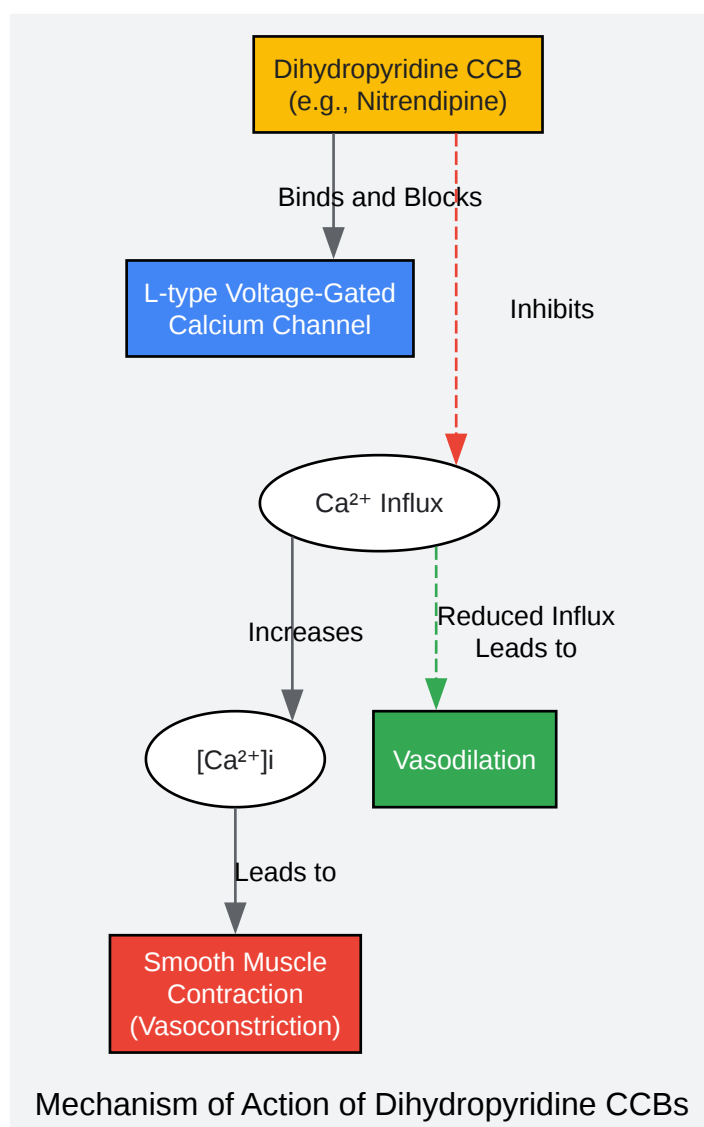 Dihydropyridine CCB
(e.g., Nitrendipine)
Binds and Blocks
L-type Voltage-Gated
Calcium Channel
Inhibits
Ca²⁺ Influx
Increases
Reduced Influx
Leads to
[Ca²⁺]i
Vasodilation
Leads to
Smooth Muscle
Contraction
(Vasoconstriction)
Mechanism of Action of Dihydropyridine CCBs